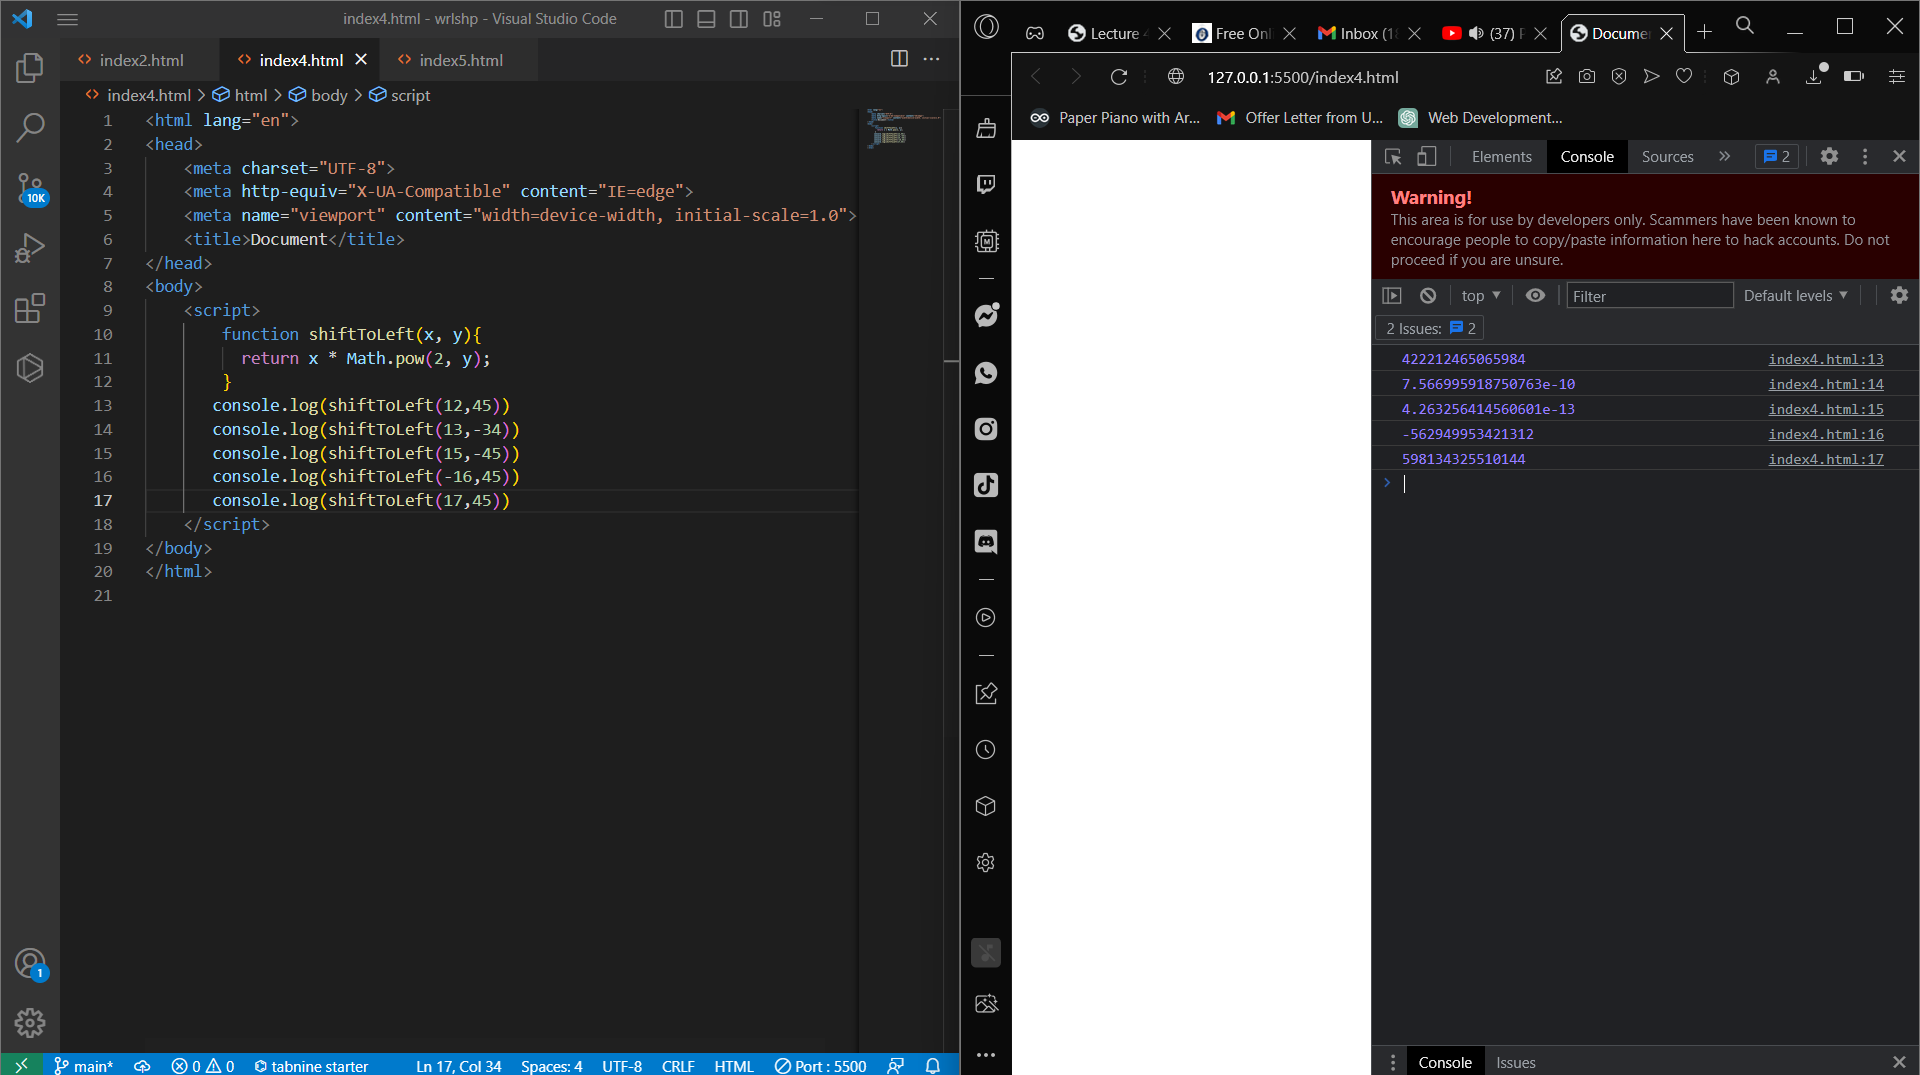 index4.html - wrlshp - Visual Studio Code
index2.html
index4.html
index5.html
index4.html > html > body > script
1 <html lang="en">
2 <head>
3 <meta charset="UTF-8">
4 <meta http-equiv="X-UA-Compatible" content="IE=edge">
5 <meta name="viewport" content="width=device-width, initial-scale=1.0">
6 <title>Document</title>
7 </head>
8 <body>
9 <script>
10 function shiftToLeft(x, y){
11 return x * Math.pow(2, y);
12 }
13 console.log(shiftToLeft(12,45))
14 console.log(shiftToLeft(13,-34))
15 console.log(shiftToLeft(15,-45))
16 console.log(shiftToLeft(-16,45))
17 console.log(shiftToLeft(17,45))
18 </script>
19 </body>
20 </html>
21
10K
1
main* 0 0 tabnine starter Ln 17, Col 34 Spaces: 4 UTF-8 CRLF HTML Port : 5500
Lecture 4
Free Onl
Inbox (18
(37)
Documen
127.0.0.1:5500/index4.html
Paper Piano with Ar...
Offer Letter from U...
Web Development...
Elements Console Sources 2
Warning!
This area is for use by developers only. Scammers have been known to
encourage people to copy/paste information here to hack accounts. Do not
proceed if you are unsure.
top Filter Default levels
2 Issues: 2
422212465065984 index4.html:13
7.566995918750763e-10 index4.html:14
4.263256414560601e-13 index4.html:15
-562949953421312 index4.html:16
598134325510144 index4.html:17
Console Issues